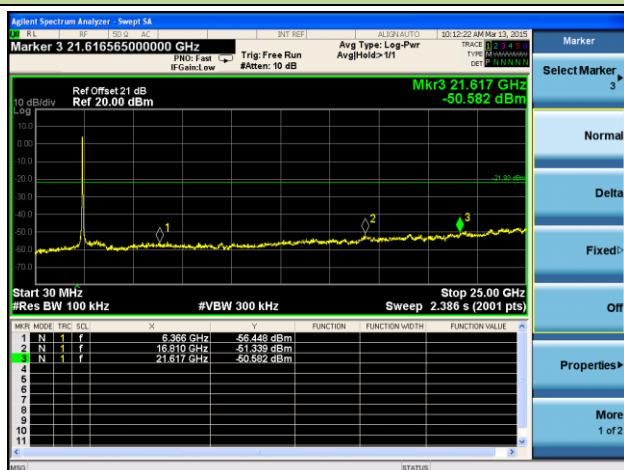 Agilent Spectrum Analyzer - Swept SA
RL RF 50 Ω AC INT REF ALIGN AUTO 10:12:22 AM Mar 13, 2015
Marker 3 21.616565000000 GHz
PNO: Fast
IFGain:Low
Trig: Free Run
#Atten: 10 dB
Avg Type: Log-Pwr
Avg|Hold:>1/1
TRACE 1 2 3 4 5 6
TYPE
DET P N N N N N
Ref Offset 21 dB
10 dB/div Ref 20.00 dBm
Log
Mkr3 21.617 GHz
-50.582 dBm
10.0
0.00
-10.0
-20.0
-21.93 dBm
-30.0
-40.0
-50.0
-60.0
-70.0
1
2
3
Start 30 MHz Stop 25.00 GHz
#Res BW 100 kHz #VBW 300 kHz Sweep 2.386 s (2001 pts)
MKR MODE TRC SCL X Y FUNCTION FUNCTION WIDTH FUNCTION VALUE
1 N 1 f 6.366 GHz -56.448 dBm
2 N 1 f 16.810 GHz -51.339 dBm
3 N 1 f 21.617 GHz -50.582 dBm
4
5
6
7
8
9
10
11
MSG STATUS
Marker
Select Marker
3
Normal
Delta
Fixed
Off
Properties
More
1 of 2